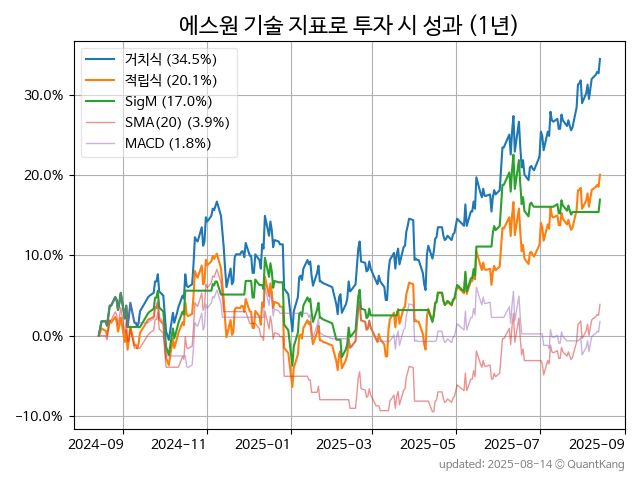 에스원 기술 지표로 투자 시 성과 (1년)
거치식 (34.5%)
적립식 (20.1%)
SigM (17.0%)
SMA(20) (3.9%)
MACD (1.8%)
30.0%
20.0%
10.0%
0.0%
−10.0%
2024-09 2024-11 2025-01 2025-03 2025-05 2025-07 2025-09
updated: 2025-08-14 © QuantKang